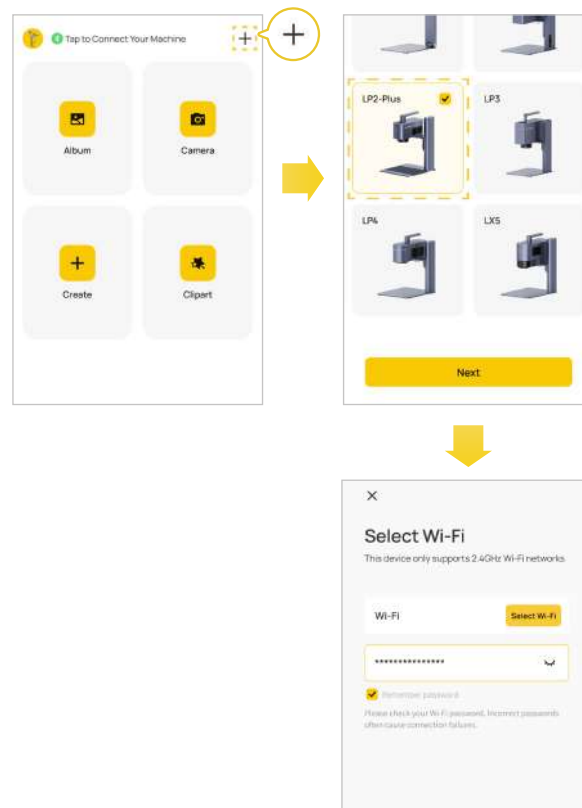 Tap to Connect Your Machine
Album
Camera
Create
Clipart
LP2-Plus
LP3
LP4
LX5
Next
Select Wi-Fi
This device only supports 2.4GHz Wi-Fi networks
Wi-Fi
Select Wi-Fi
***************
Remember password
Please check your Wi-Fi password. Incorrect passwords
often cause connection failures.